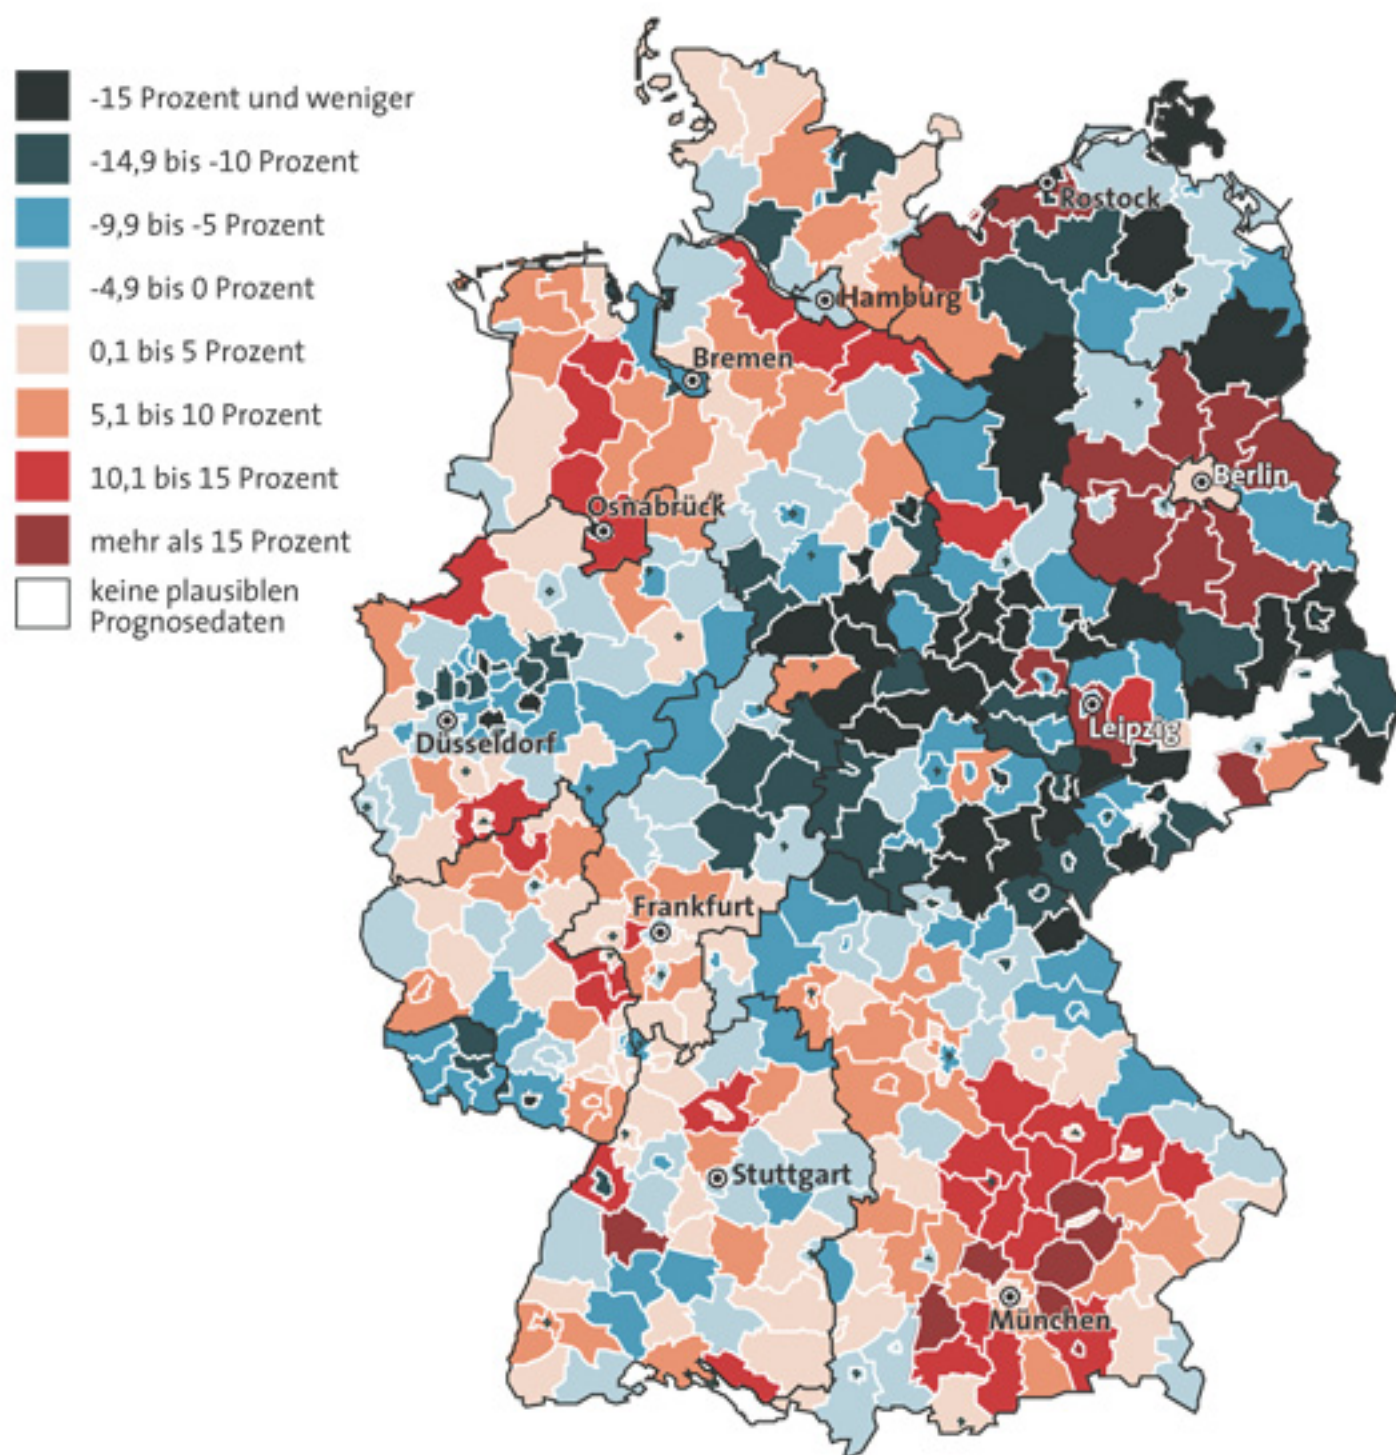 -15 Prozent und weniger
-14,9 bis -10 Prozent
-9,9 bis -5 Prozent
-4,9 bis 0 Prozent
0,1 bis 5 Prozent
5,1 bis 10 Prozent
10,1 bis 15 Prozent
mehr als 15 Prozent
keine plausiblen
Prognosedaten
Rostock
Hamburg
Bremen
Berlin
Osnabrück
Leipzig
Düsseldorf
Frankfurt
Stuttgart
München